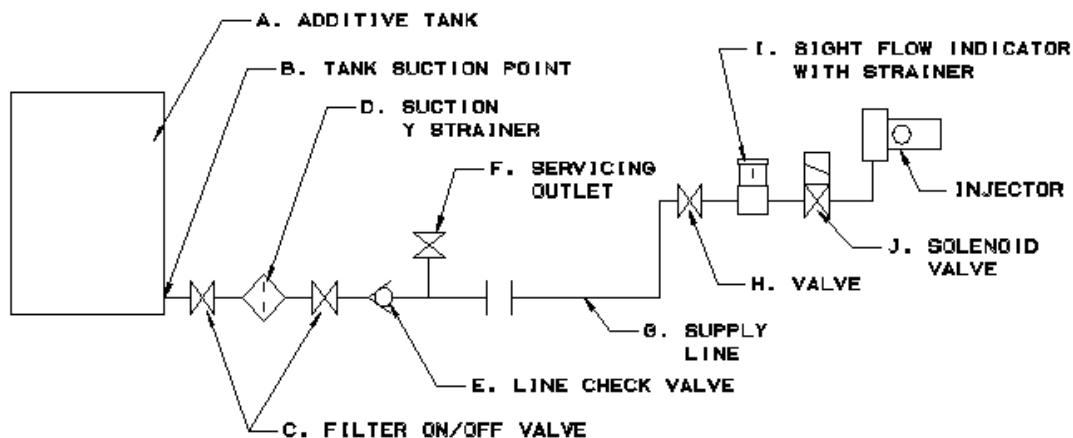 A. ADDITIVE TANK
B. TANK SUCTION POINT
I. SIGHT FLOW INDICATOR
WITH STRAINER
D. SUCTION
Y STRAINER
F. SERVICING
OUTLET
INJECTOR
J. SOLENOID
VALVE
H. VALVE
G. SUPPLY
LINE
E. LINE CHECK VALVE
C. FILTER ON/OFF VALVE